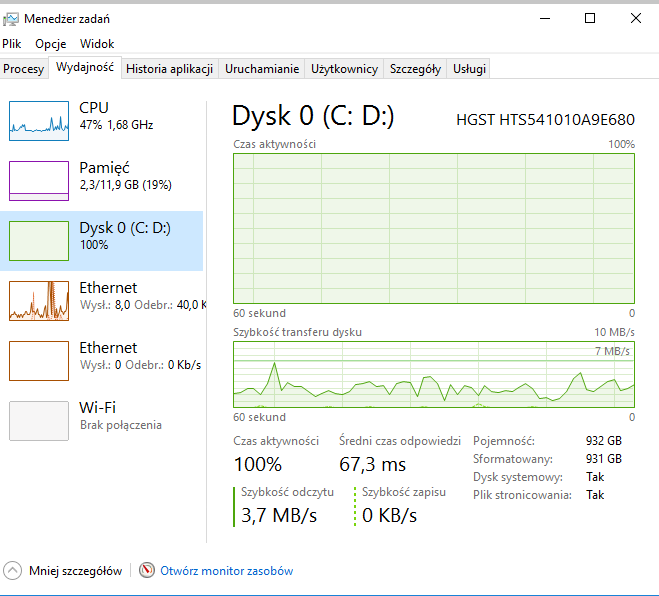 Menedżer zadań
Plik Opcje Widok
Procesy Wydajność Historia aplikacji Uruchamianie Użytkownicy Szczegóły Usługi
CPU
47% 1,68 GHz
Pamięć
2,3/11,9 GB (19%)
Dysk 0 (C: D:)
100%
Ethernet
Wysł.: 8,0 Odebr.: 40,0 K
Ethernet
Wysł.: 0 Odebr.: 0 Kb/s
Wi-Fi
Brak połączenia
Dysk 0 (C: D:) HGST HTS541010A9E680
Czas aktywności 100%
60 sekund 0
Szybkość transferu dysku 10 MB/s
7 MB/s
60 sekund 0
Czas aktywności Średni czas odpowiedzi
100% 67,3 ms
Szybkość odczytu Szybkość zapisu
3,7 MB/s 0 KB/s
Pojemność: 932 GB
Sformatowany: 931 GB
Dysk systemowy: Tak
Plik stronicowania: Tak
Mniej szczegółów Otwórz monitor zasobów